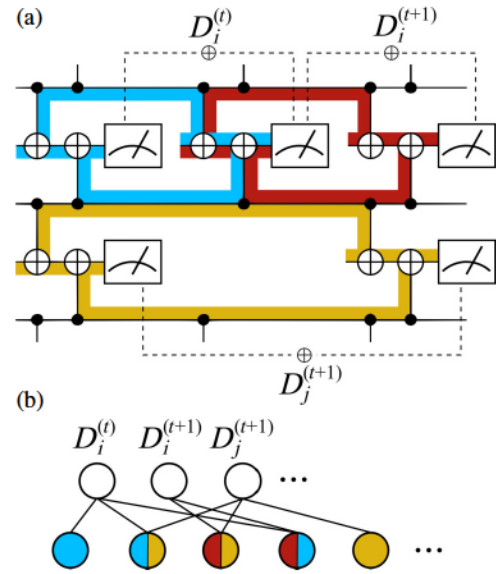 (a)
D_i^{(t)} D_i^{(t+1)}
D_j^{(t+1)}
(b)
D_i^{(t)} D_i^{(t+1)} D_j^{(t+1)}
...
...